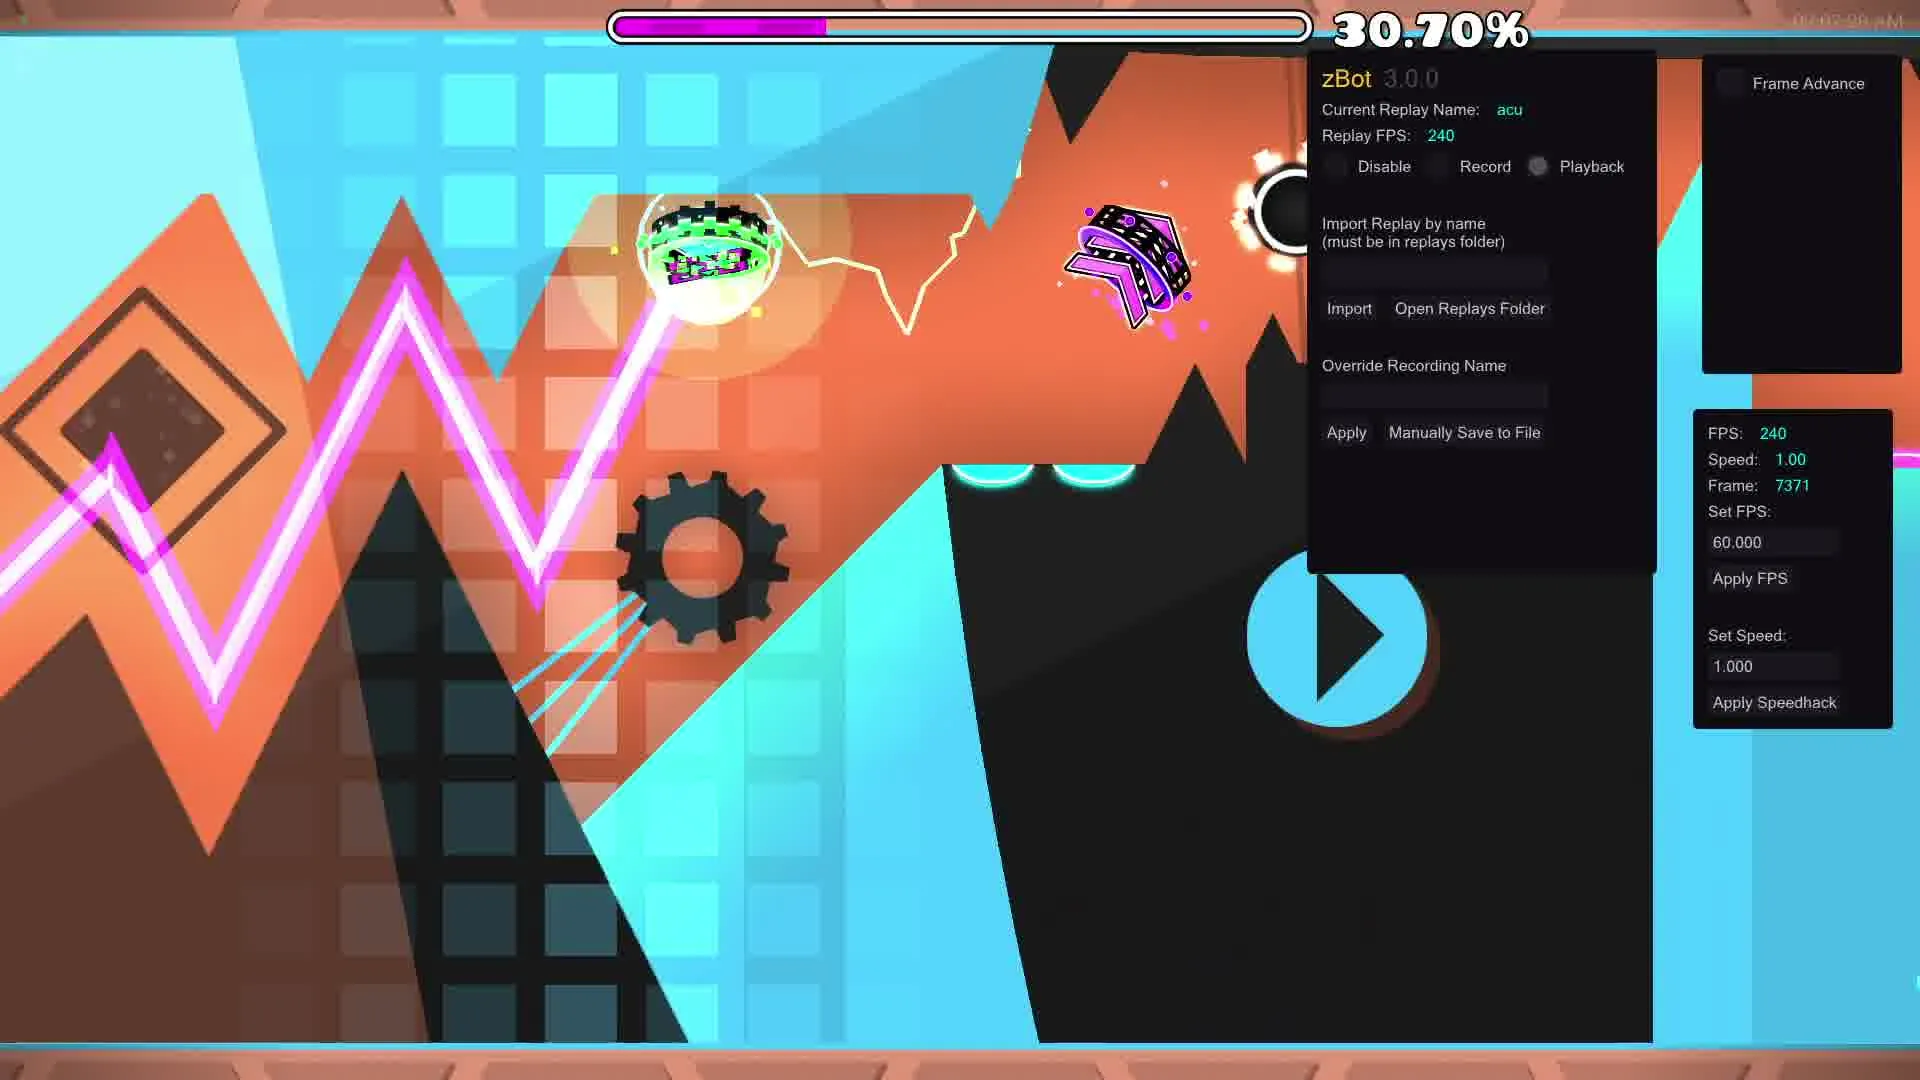 30.70%
zBot 3.0.0
Current Replay Name: acu
Replay FPS: 240
Disable Record Playback
Import Replay by name
(must be in replays folder)
Import Open Replays Folder
Override Recording Name
Apply Manually Save to File
Frame Advance
FPS: 240
Speed: 1.00
Frame: 7371
Set FPS:
60.000
Apply FPS
Set Speed:
1.000
Apply Speedhack